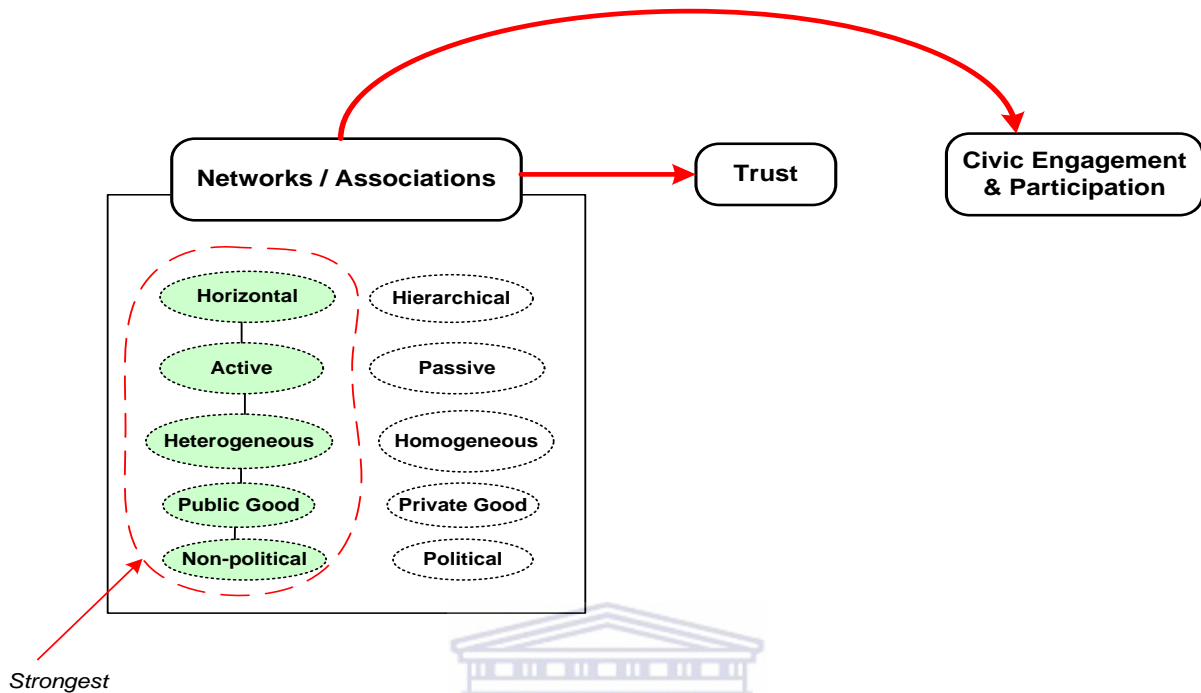 Networks / Associations
Trust
Civic Engagement
& Participation
Horizontal
Hierarchical
Active
Passive
Heterogeneous
Homogeneous
Public Good
Private Good
Non-political
Political
Strongest